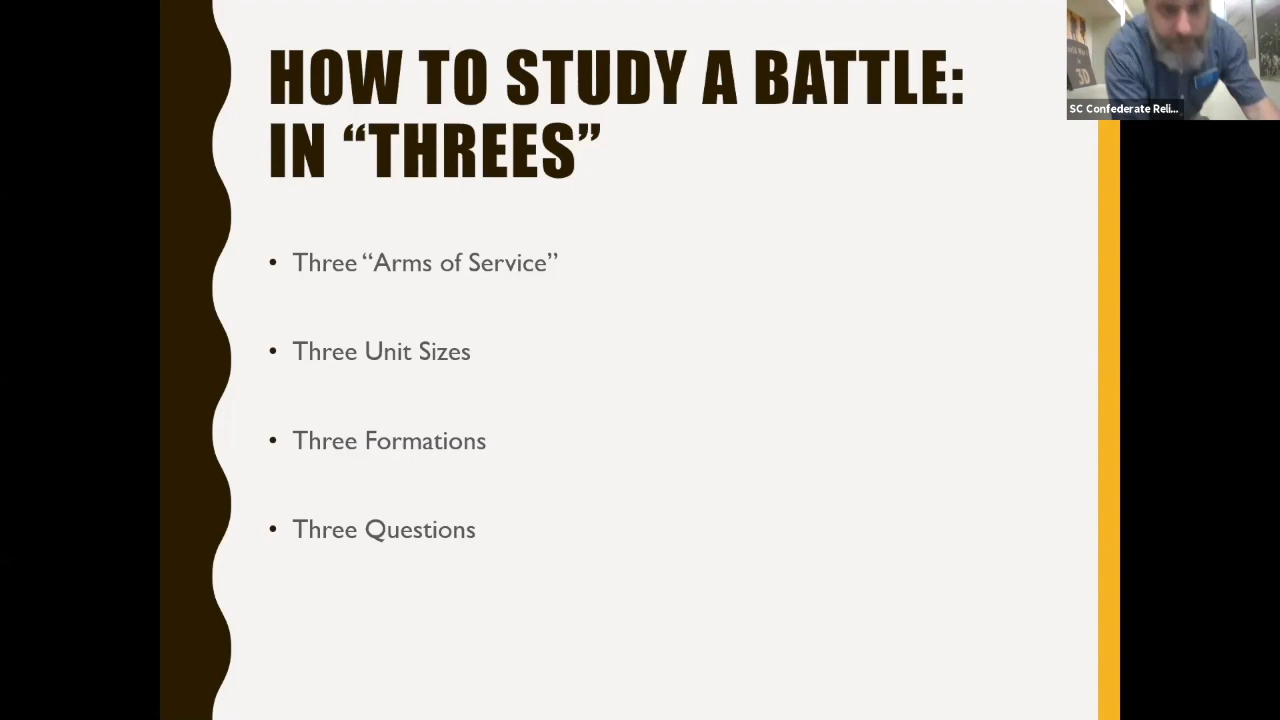 HOW TO STUDY A BATTLE:
IN “THREES”
• Three “Arms of Service”
• Three Unit Sizes
• Three Formations
• Three Questions
3D
SC Confederate Reli...